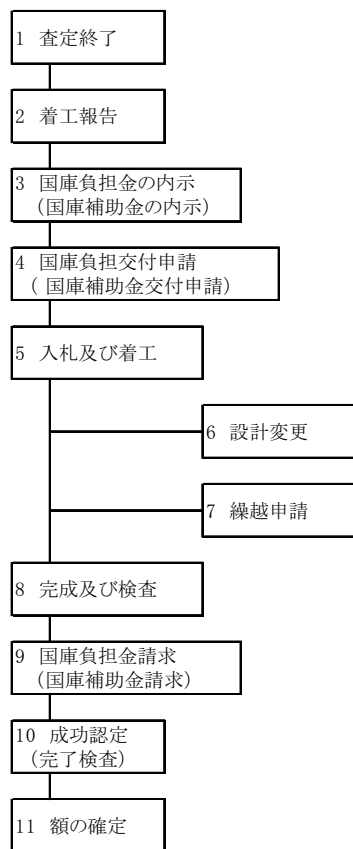 1 査定終了
2 着工報告
3 国庫負担金の内示
(国庫補助金の内示)
4 国庫負担交付申請
( 国庫補助金交付申請)
5 入札及び着工
6 設計変更
7 繰越申請
8 完成及び検査
9 国庫負担金請求
(国庫補助金請求)
10 成功認定
(完了検査)
11 額の確定